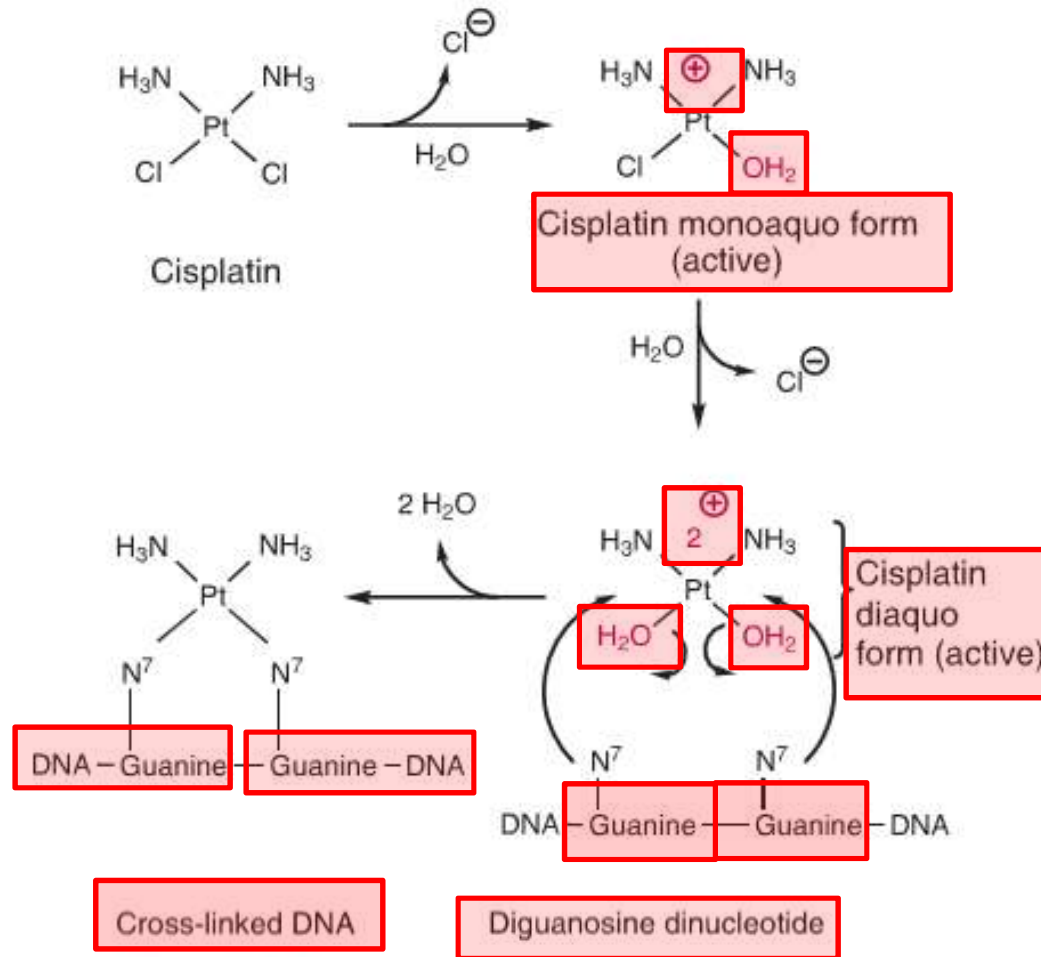 Cl⊖
H₃N NH₃
Pt
Cl Cl
Cisplatin
H₂O
⊕
H₃N NH₃
Pt
Cl OH₂
Cisplatin monoaquo form
(active)
H₂O
Cl⊖
2 H₂O
⊕
2
H₃N NH₃
Pt
H₂O OH₂
Cisplatin
diaquo
form (active)
H₃N NH₃
Pt
N⁷ N⁷
DNA–Guanine–Guanine–DNA
N⁷ N⁷
DNA–Guanine–Guanine–DNA
Cross-linked DNA
Diguanosine dinucleotide